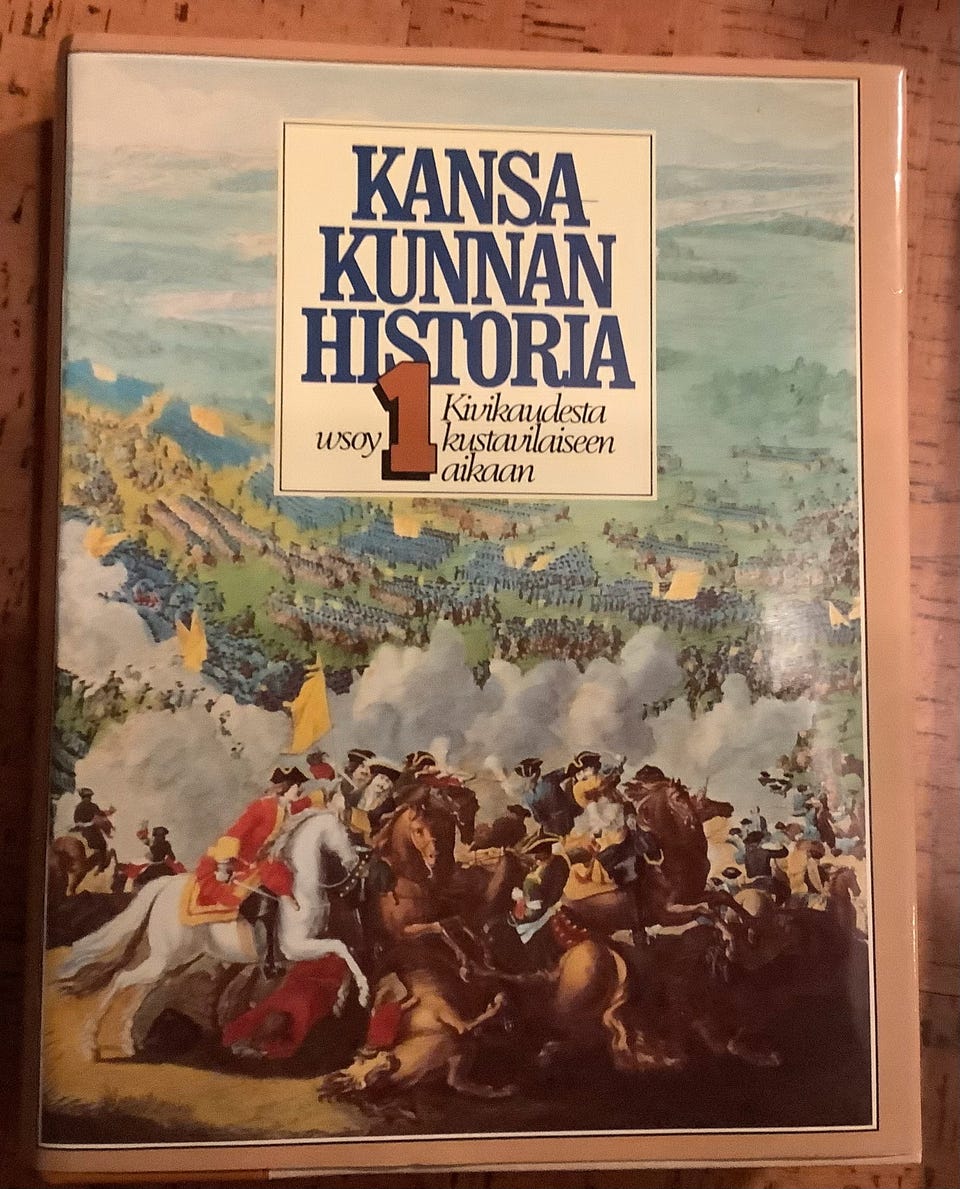 KANSA
KUNNAN
HISTORIA
wsoy 1 Kivikaudesta
kustavilaiseen
aikaan